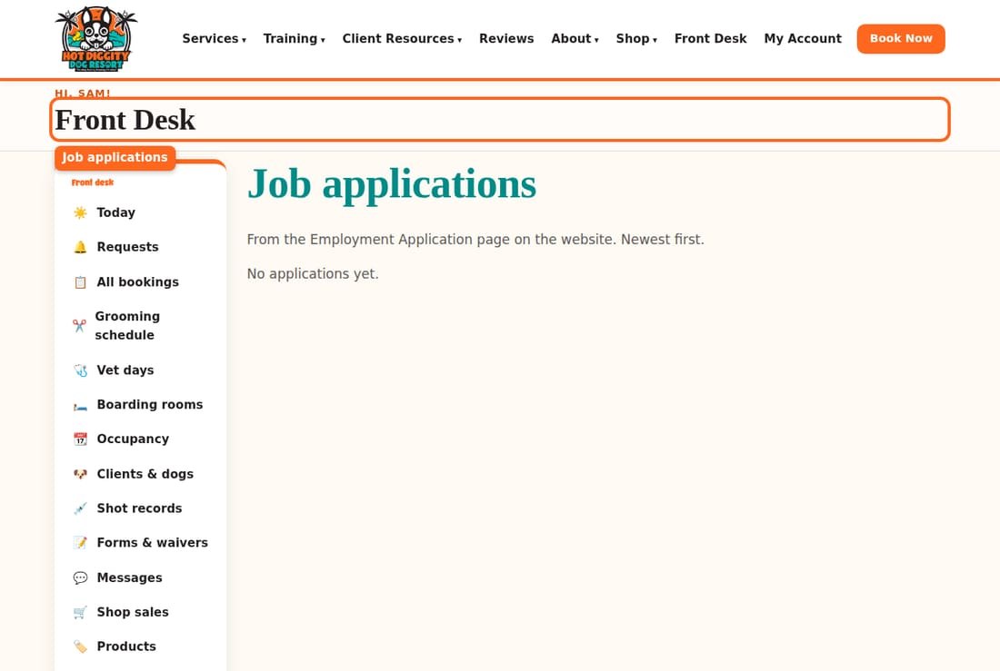 HOT DIGGITY
DOG RESORT
Services ▾
Training ▾
Client Resources ▾
Reviews
About ▾
Shop ▾
Front Desk
My Account
Book Now
HI, SAM!
Front Desk
Job applications
Front desk
☀️ Today
🔔 Requests
📋 All bookings
✂️ Grooming
schedule
🩺 Vet days
🛏️ Boarding rooms
📆 Occupancy
🐶 Clients & dogs
💉 Shot records
📝 Forms & waivers
💬 Messages
🛒 Shop sales
🏷️ Products
Job applications
From the Employment Application page on the website. Newest first.
No applications yet.